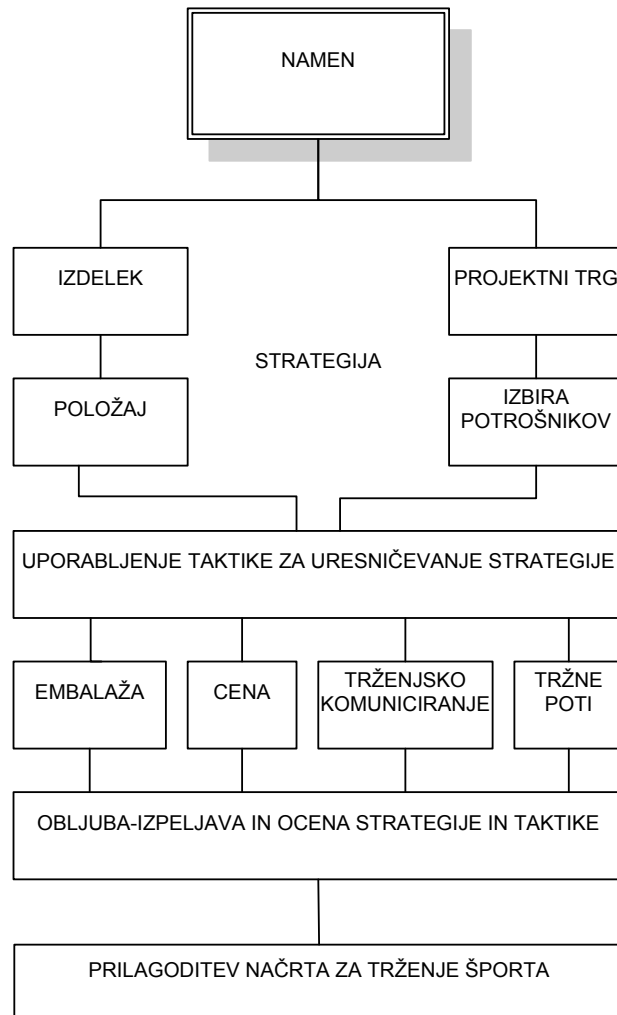 NAMEN
IZDELEK
PROJEKTNI TRG
STRATEGIJA
POLOŽAJ
IZBIRA
POTROŠNIKOV
UPORABLJENJE TAKTIKE ZA URESNIČEVANJE STRATEGIJE
EMBALAŽA
CENA
TRŽENJSKO
KOMUNICIRANJE
TRŽNE
POTI
OBLJUBA-IZPELJAVA IN OCENA STRATEGIJE IN TAKTIKE
PRILAGODITEV NAČRTA ZA TRŽENJE ŠPORTA